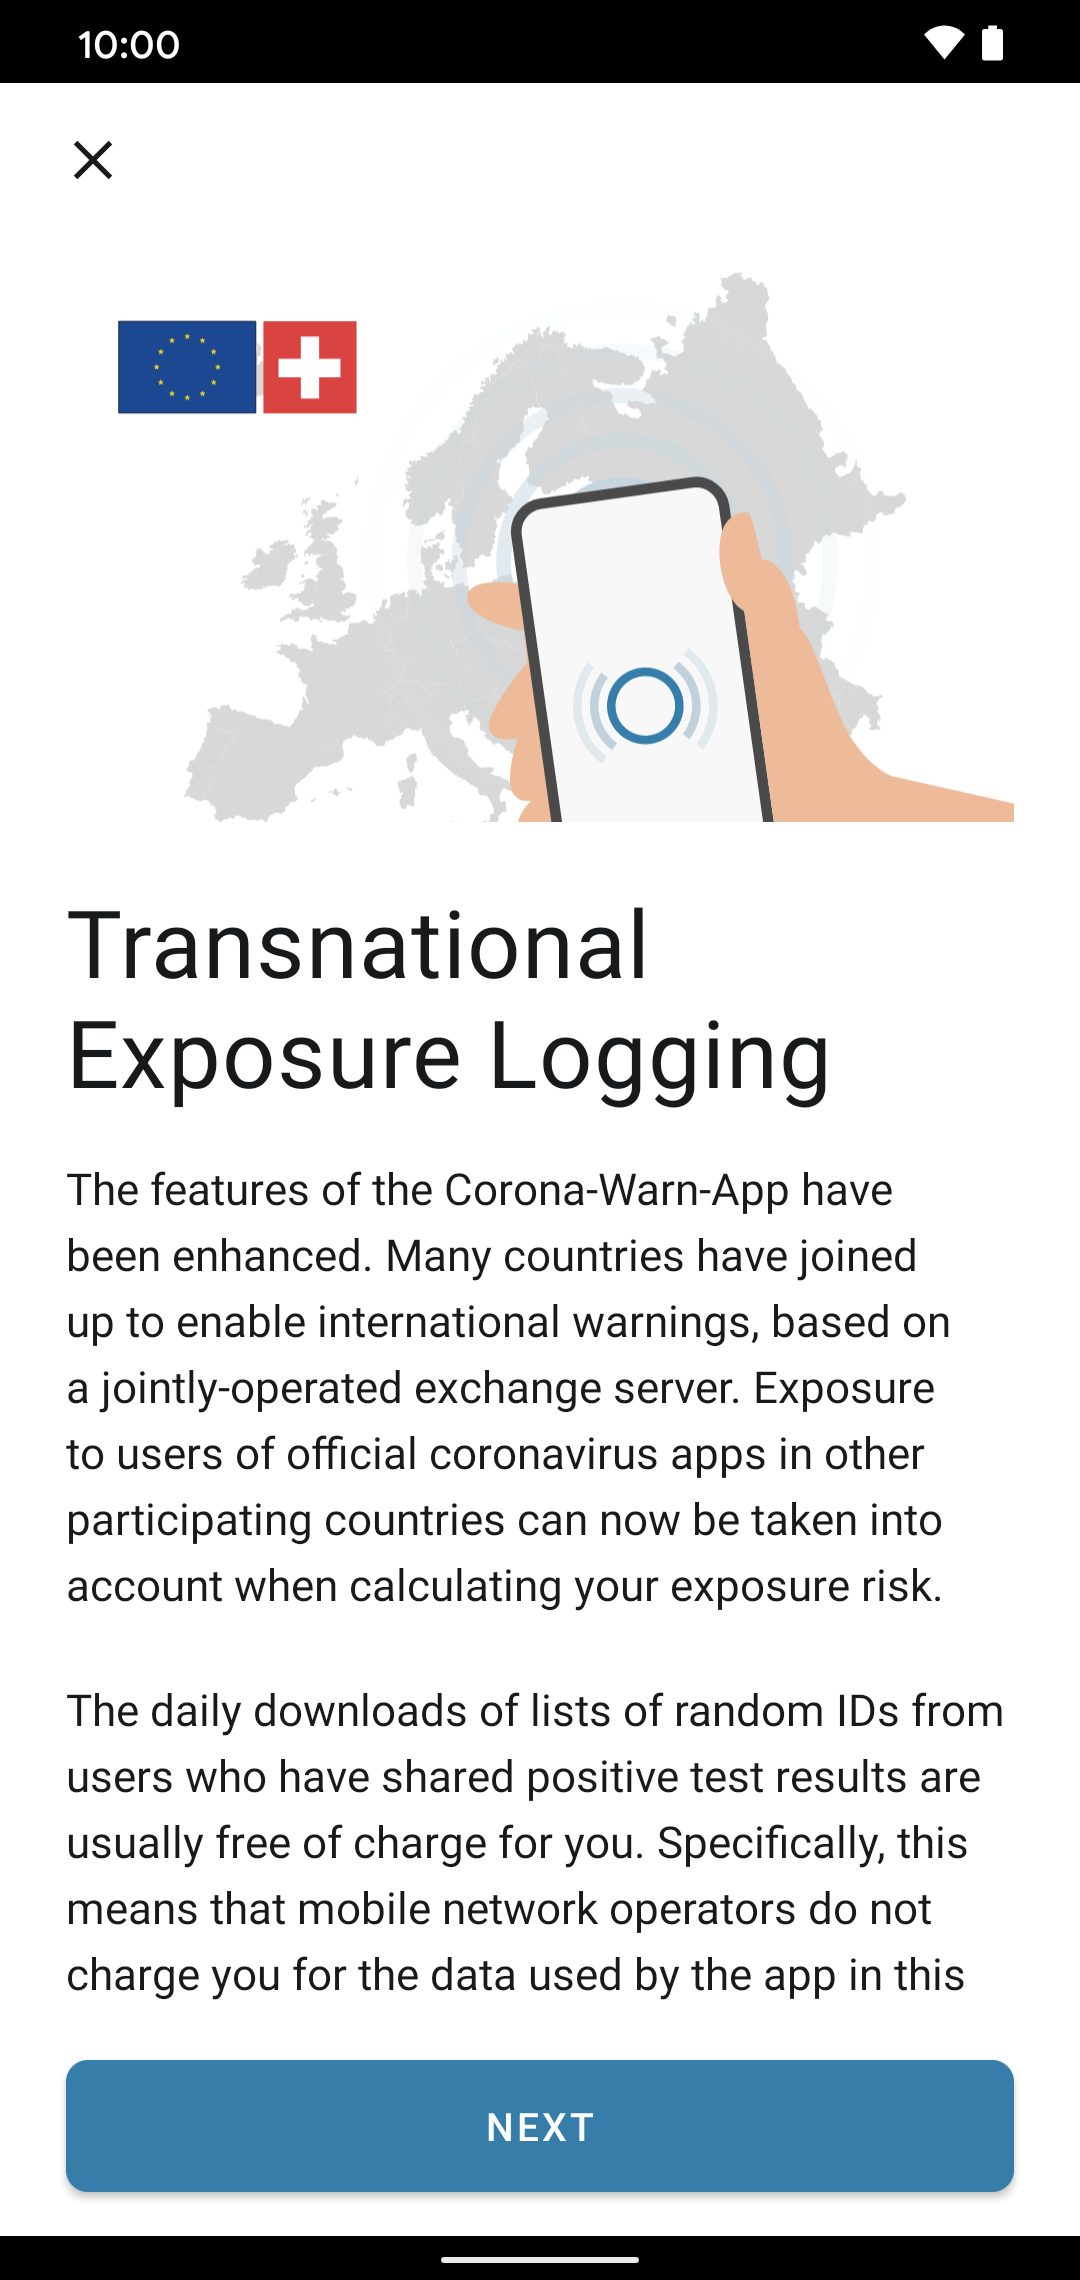 10:00
Transnational
Exposure Logging
The features of the Corona-Warn-App have
been enhanced. Many countries have joined
up to enable international warnings, based on
a jointly-operated exchange server. Exposure
to users of official coronavirus apps in other
participating countries can now be taken into
account when calculating your exposure risk.
The daily downloads of lists of random IDs from
users who have shared positive test results are
usually free of charge for you. Specifically, this
means that mobile network operators do not
charge you for the data used by the app in this
NEXT